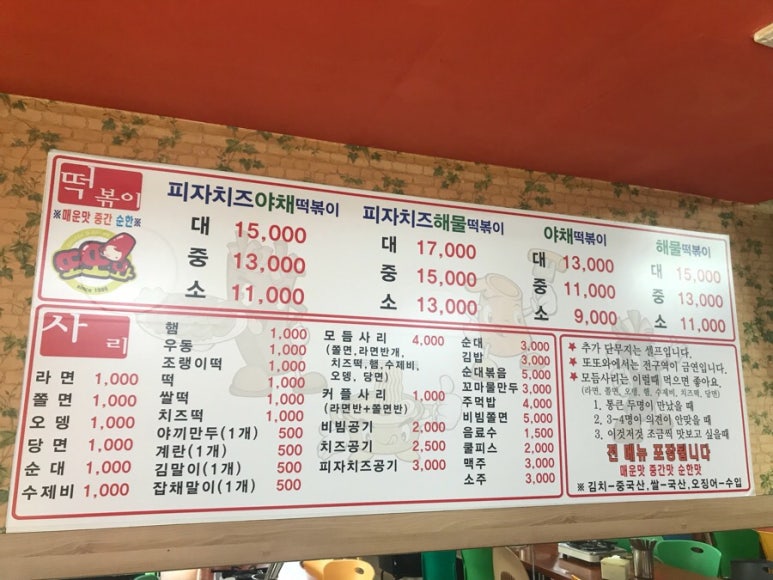 떡볶이
※매운맛 중간 순한※
또또와
since 1988
피자치즈야채떡볶이
대 15,000
중 13,000
소 11,000
피자치즈해물떡볶이
대 17,000
중 15,000
소 13,000
야채떡볶이
대 13,000
중 11,000
소 9,000
해물떡볶이
대 15,000
중 13,000
소 11,000
사리
라면 1,000
쫄면 1,000
오뎅 1,000
당면 1,000
순대 1,000
수제비 1,000
햄 1,000
우동 1,000
조랭이떡 1,000
떡 1,000
쌀떡 1,000
치즈떡 1,000
야끼만두(1개) 500
계란(1개) 500
김말이(1개) 500
잡채말이(1개) 500
모듬사리 4,000
(쫄면,라면반개,
치즈떡,햄,수제비,
오뎅, 당면)
커플사리 1,000
(라면반+쫄면반)
비빔공기 2,000
치즈공기 2,500
피자치즈공기 3,000
순대 3,000
김밥 3,000
순대볶음 5,000
꼬마물만두 3,000
주먹밥 4,000
비빔쫄면 5,000
음료수 1,500
쿨피스 2,000
맥주 3,000
소주 3,000
★ 추가 단무지는 셀프입니다.
★ 또또와에서는 전구역이 금연입니다.
★ 모듬사리는 이럴때 먹으면 좋아요.
(라면, 쫄면, 오뎅, 햄, 수제비, 치즈떡, 당면)
1. 통큰 두명이 만났을 때
2. 3-4명이 의견이 안맞을 때
3. 이것저것 조금씩 맛보고 싶을때
전 메뉴 포장됩니다
매운맛 중간맛 순한맛
※ 김치-중국산,쌀-국산,오징어-수입